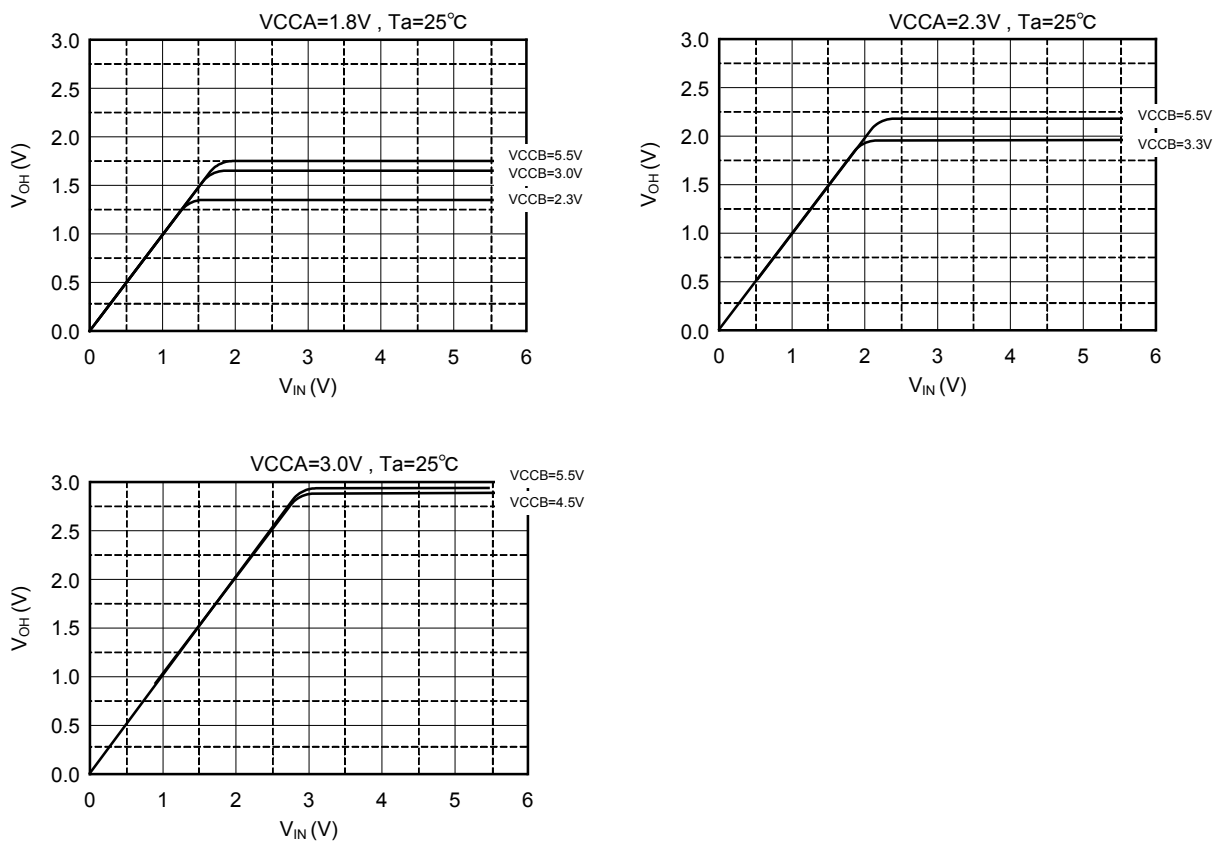 VCCA=1.8V , Ta=25℃
3.0
2.5
2.0
1.5
1.0
0.5
0.0
VOH (V)
VCCB=5.5V
VCCB=3.0V
VCCB=2.3V
0 1 2 3 4 5 6
VIN (V)
VCCA=2.3V , Ta=25℃
3.0
2.5
2.0
1.5
1.0
0.5
0.0
VOH (V)
VCCB=5.5V
VCCB=3.3V
0 1 2 3 4 5 6
VIN (V)
VCCA=3.0V , Ta=25℃
3.0
2.5
2.0
1.5
1.0
0.5
0.0
VOH (V)
VCCB=5.5V
VCCB=4.5V
0 1 2 3 4 5 6
VIN (V)